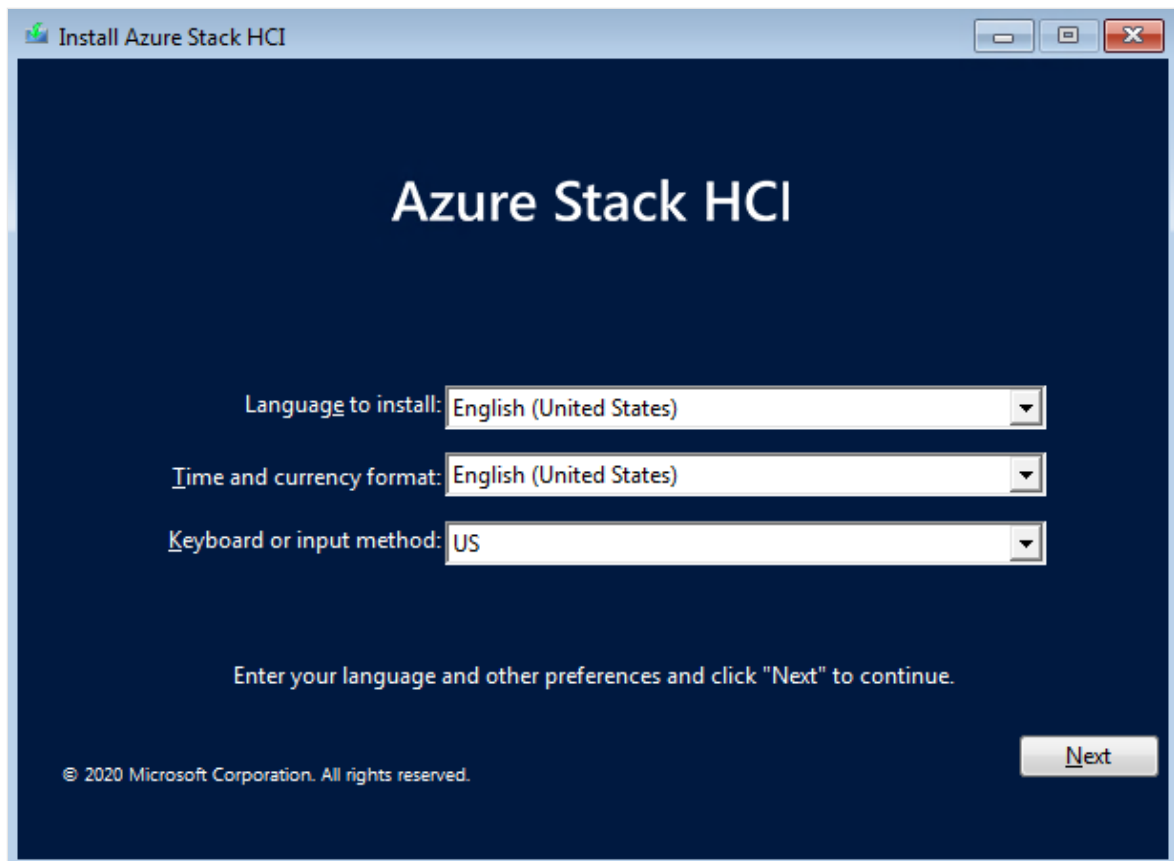 Install Azure Stack HCI
Azure Stack HCI
Language to install: English (United States)
Time and currency format: English (United States)
Keyboard or input method: US
Enter your language and other preferences and click "Next" to continue.
Next
© 2020 Microsoft Corporation. All rights reserved.